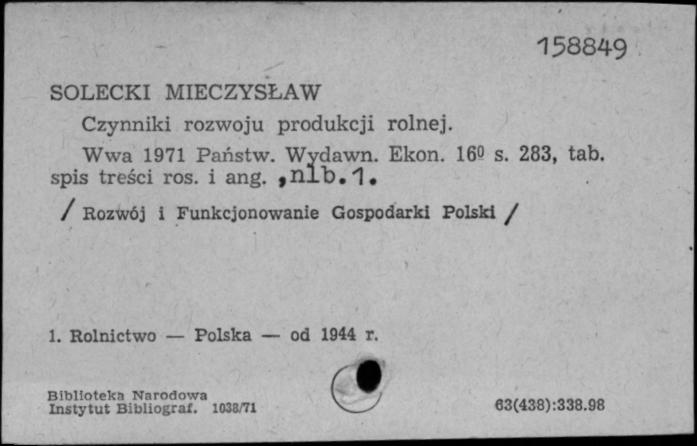 158849
SOLECKI MIECZYSŁAW
Czynniki rozwoju produkcji rolnej.
Wwa 1971 Państw. Wydawn. Ekon. 16º s. 283, tab.
spis treści ros. i ang. ,nlb.1.
/ Rozwój i Funkcjonowanie Gospodarki Polski /
1. Rolnictwo — Polska — od 1944 r.
Biblioteka Narodowa
Instytut Bibliograf. 1038/71
63(438):338.98